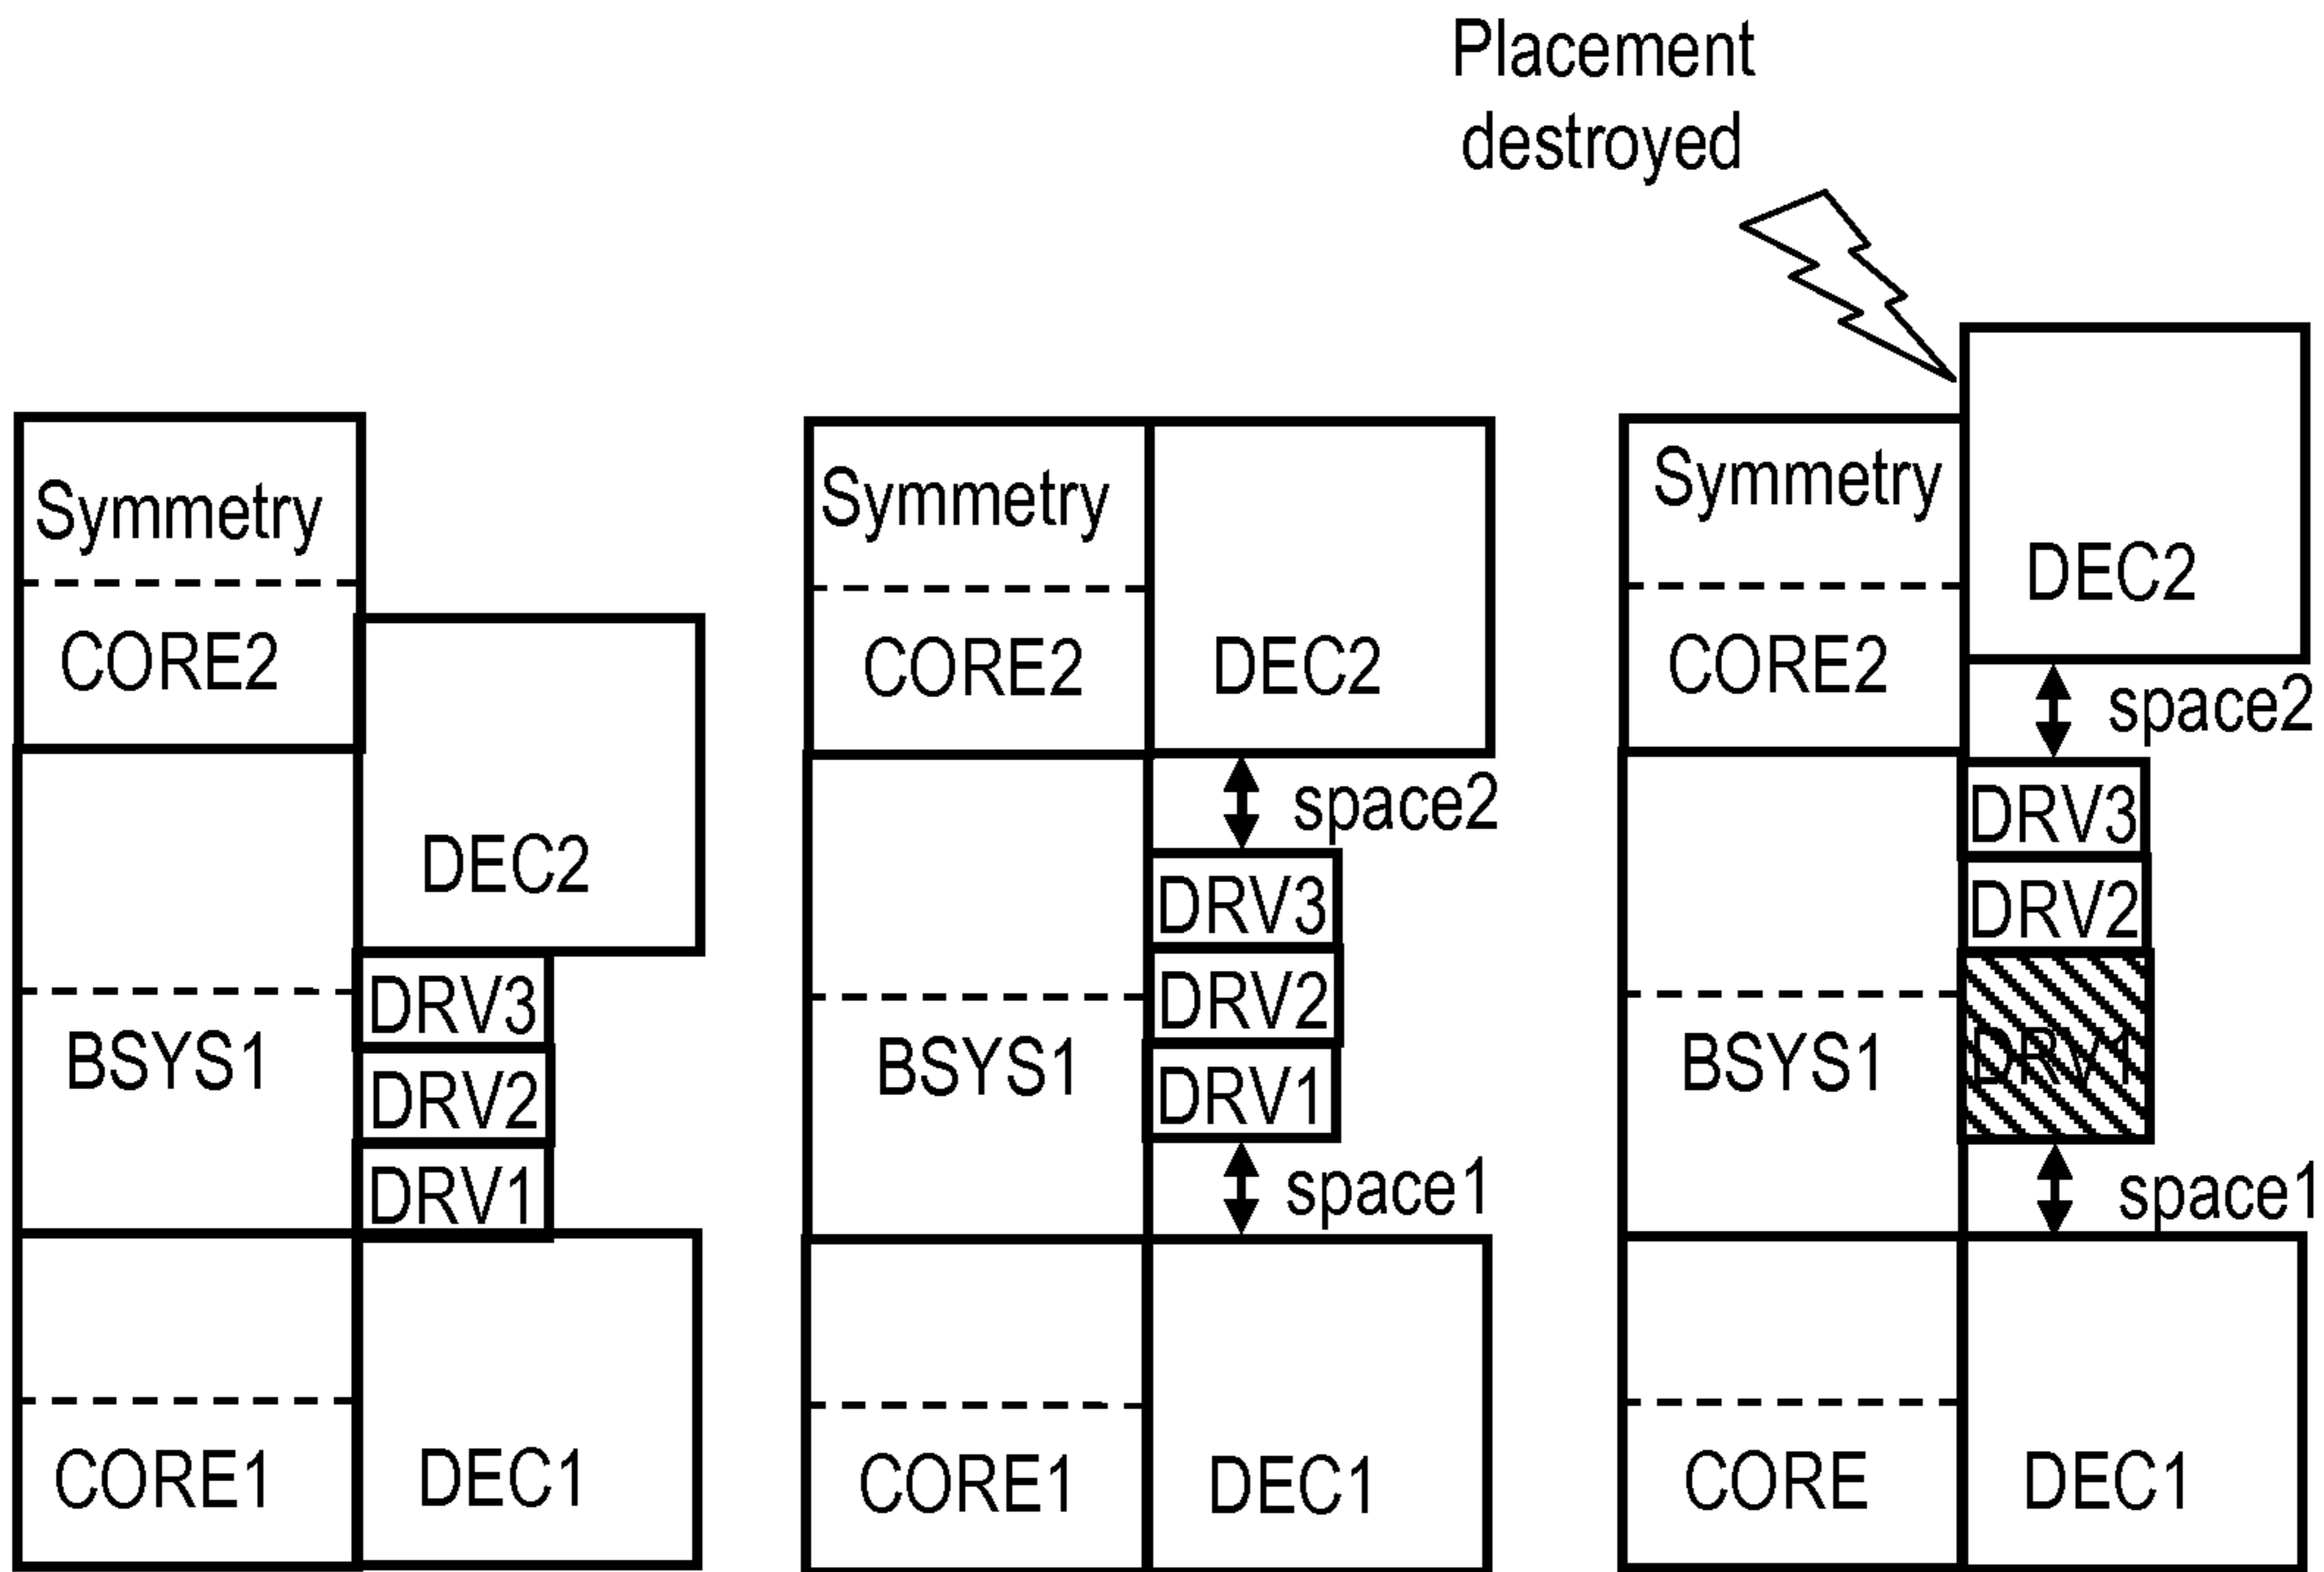 Placement
destroyed
Symmetry
CORE2
DEC2
DRV3
BSYS1
DRV2
DRV1
CORE1
DEC1
Symmetry
CORE2
DEC2
space2
DRV3
DRV2
BSYS1
DRV1
space1
CORE1
DEC1
Symmetry
DEC2
CORE2
space2
DRV3
DRV2
BSYS1
DRV1
space1
CORE
DEC1